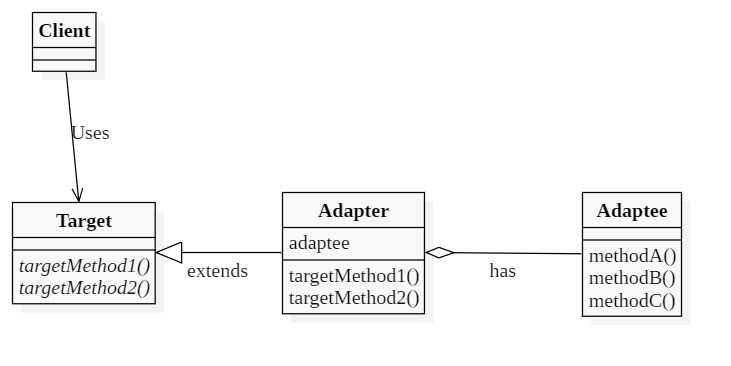 Client
Uses
Target
targetMethod1()
targetMethod2()
extends
Adapter
adaptee
targetMethod1()
targetMethod2()
has
Adaptee
methodA()
methodB()
methodC()